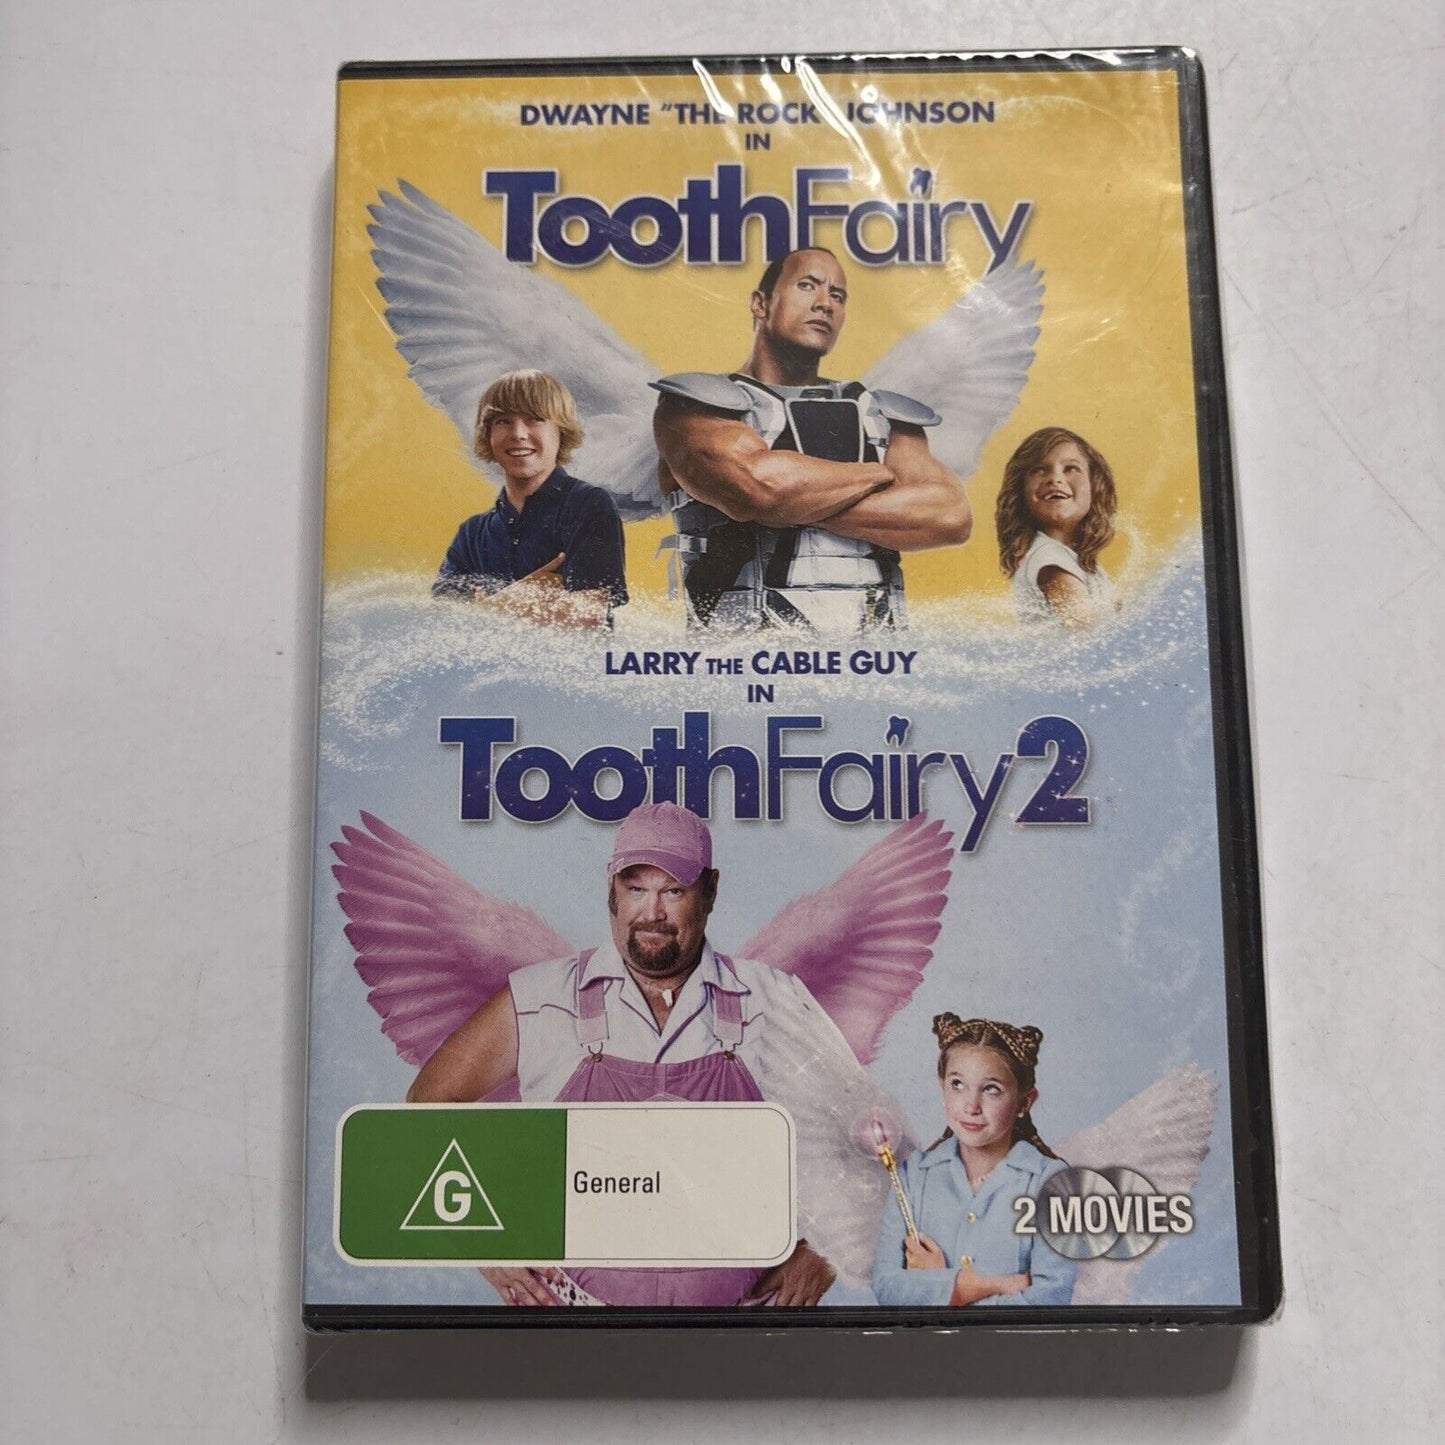 DWAYNE "THE ROCK" JOHNSON
IN
ToothFairy
LARRY THE CABLE GUY
IN
ToothFairy2
G
General
2 MOVIES